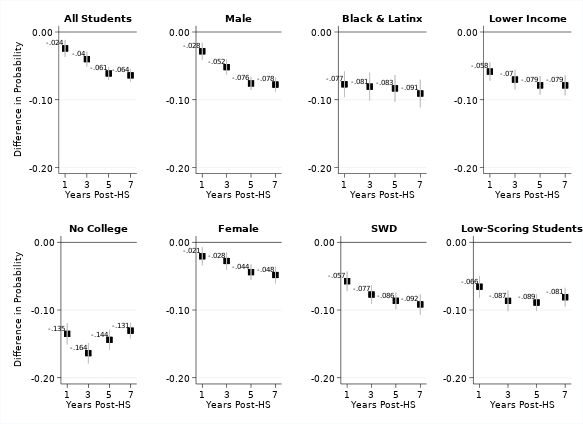 All Students
Male
Black & Latinx
Lower Income
Difference in Probability
0.00
-0.10
-0.20
-.024
-.04
-.061
-.064
1 3 5 7
Years Post-HS
0.00
-0.10
-0.20
-.028
-.052
-.076
-.078
1 3 5 7
Years Post-HS
0.00
-0.10
-0.20
-.077
-.081
-.083
-.091
1 3 5 7
Years Post-HS
0.00
-0.10
-0.20
-.058
-.07
-.079
-.079
1 3 5 7
Years Post-HS
No College
Female
SWD
Low-Scoring Students
Difference in Probability
0.00
-0.10
-0.20
-.135
-.164
-.144
-.131
1 3 5 7
Years Post-HS
0.00
-0.10
-0.20
-.021
-.028
-.044
-.048
1 3 5 7
Years Post-HS
0.00
-0.10
-0.20
-.057
-.077
-.086
-.092
1 3 5 7
Years Post-HS
0.00
-0.10
-0.20
-.066
-.087
-.089
-.081
1 3 5 7
Years Post-HS